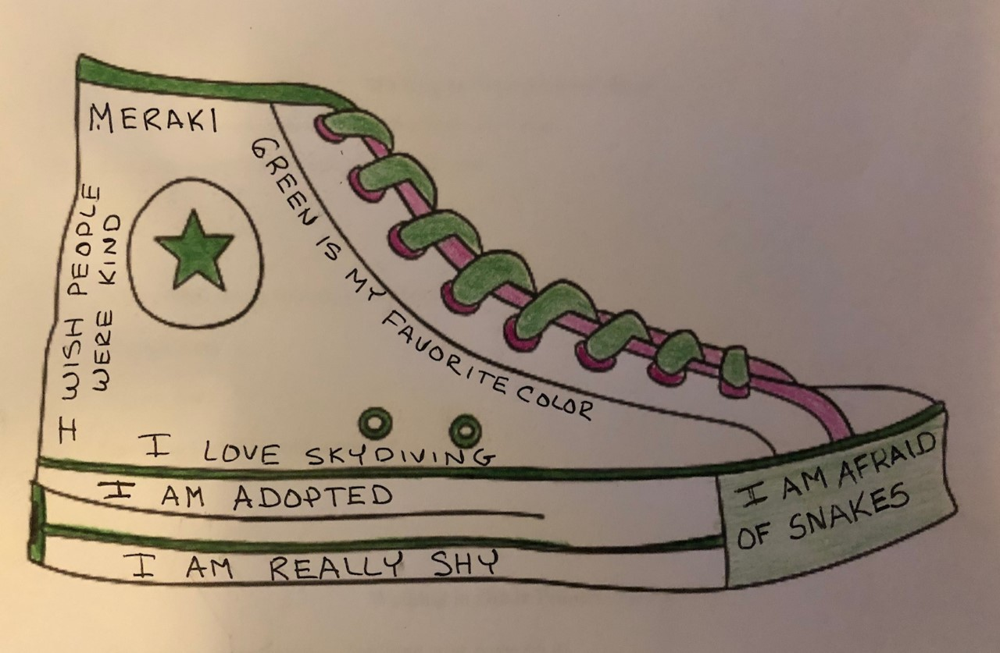 MERAKI
I WISH PEOPLE
WERE KIND
GREEN IS MY FAVORITE COLOR
I LOVE SKYDIVING
I AM ADOPTED
I AM REALLY SHY
I AM AFRAID
OF SNAKES